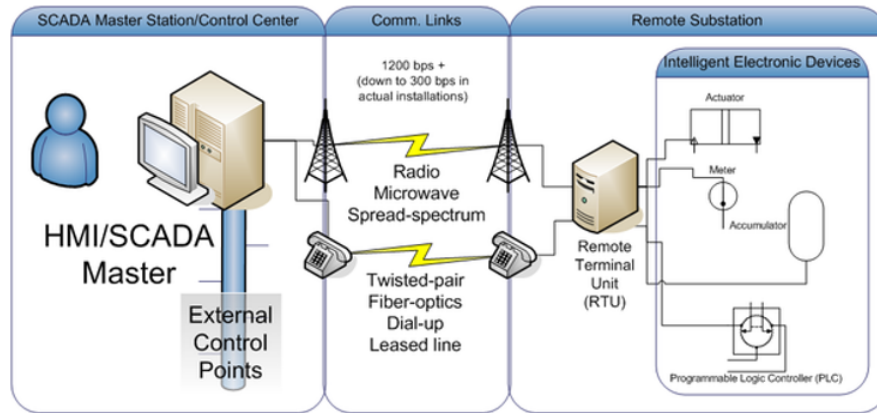 SCADA Master Station/Control Center
Comm. Links
Remote Substation
1200 bps +
(down to 300 bps in
actual installations)
Intelligent Electronic Devices
Actuator
Meter
Accumulator
Radio
Microwave
Spread-spectrum
HMI/SCADA
Master
Remote
Terminal
Unit
(RTU)
Twisted-pair
Fiber-optics
Dial-up
Leased line
External
Control
Points
Programmable Logic Controller (PLC)